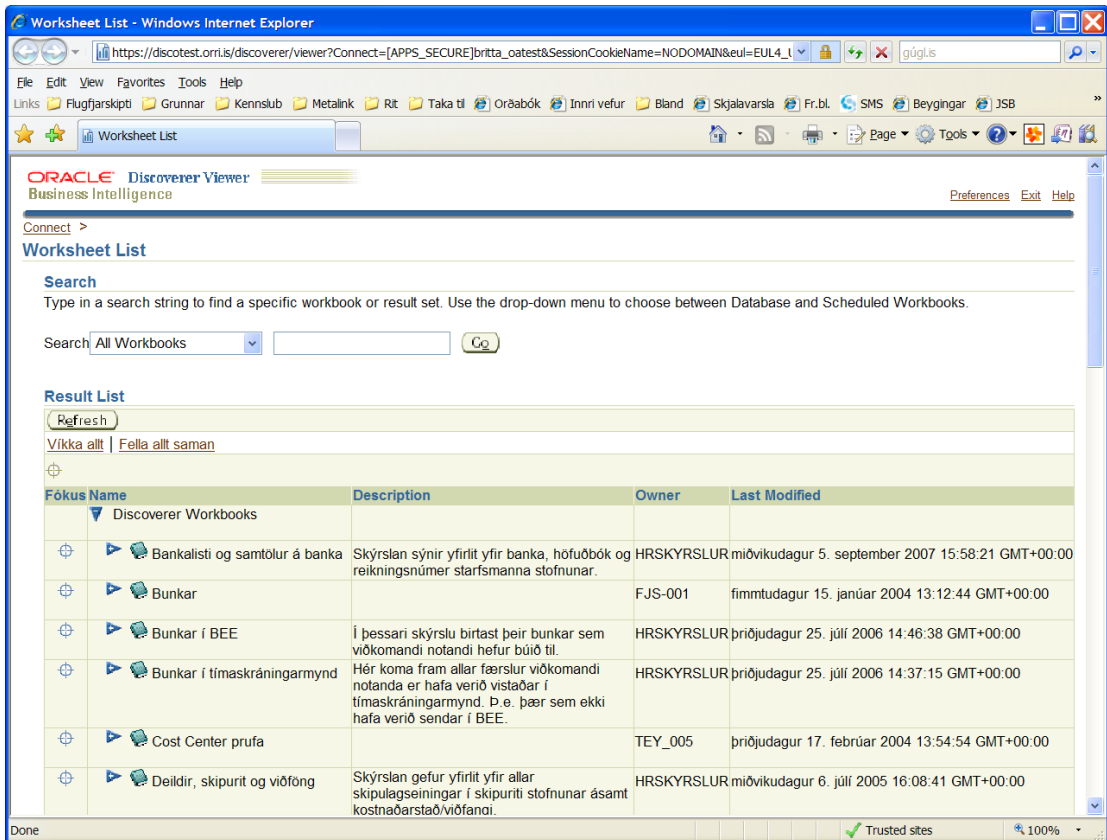 Worksheet List - Windows Internet Explorer
https://discotest.orri.is/discoverer/viewer?Connect=[APPS_SECURE]britta_oatest&SessionCookieName=NODOMAIN&eul=EUL4_U
gúgl.is
File Edit View Favorites Tools Help
Links Flugfjarskipti Grunnar Kennslub Metalink Rit Taka til Orðabók Innri vefur Bland Skjalavarsla Fr.bl. SMS Beygingar JSB »
Worksheet List Page Tools
ORACLE Discoverer Viewer
Business Intelligence
Preferences Exit Help
Connect >
Worksheet List
Search
Type in a search string to find a specific workbook or result set. Use the drop-down menu to choose between Database and Scheduled Workbooks.
Search All Workbooks Go
Result List
Refresh
Víkka allt | Fella allt saman
Fókus Name Description Owner Last Modified
Discoverer Workbooks
Bankalisti og samtölur á banka Skýrslan sýnir yfirlit yfir banka, höfuðbók og HRSKYRSLUR miðvikudagur 5. september 2007 15:58:21 GMT+00:00
reikningsnúmer starfsmanna stofnunar.
Bunkar FJS-001 fimmtudagur 15. janúar 2004 13:12:44 GMT+00:00
Bunkar í BEE Í þessari skýrslu birtast þeir bunkar sem HRSKYRSLUR þriðjudagur 25. júlí 2006 14:46:38 GMT+00:00
viðkomandi notandi hefur búið til.
Bunkar í tímaskráningarmynd Hér koma fram allar færslur viðkomandi HRSKYRSLUR þriðjudagur 25. júlí 2006 14:37:15 GMT+00:00
notanda er hafa verið vistaðar í
tímaskráningarmynd. Þ.e. þær sem ekki
hafa verið sendar í BEE.
Cost Center prufa TEY_005 þriðjudagur 17. febrúar 2004 13:54:54 GMT+00:00
Deildir, skipurit og viðföng Skýrslan gefur yfirlit yfir allar HRSKYRSLUR miðvikudagur 6. júlí 2005 16:08:41 GMT+00:00
skipulagseiningar í skipuriti stofnunar ásamt
kostnaðarstað/viðfangi.
Done Trusted sites 100%